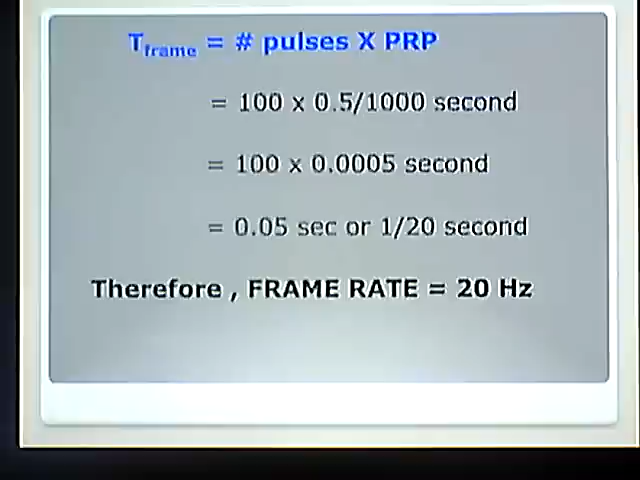 Tframe = # pulses X PRP
= 100 x 0.5/1000 second
= 100 x 0.0005 second
= 0.05 sec or 1/20 second
Therefore , FRAME RATE = 20 Hz